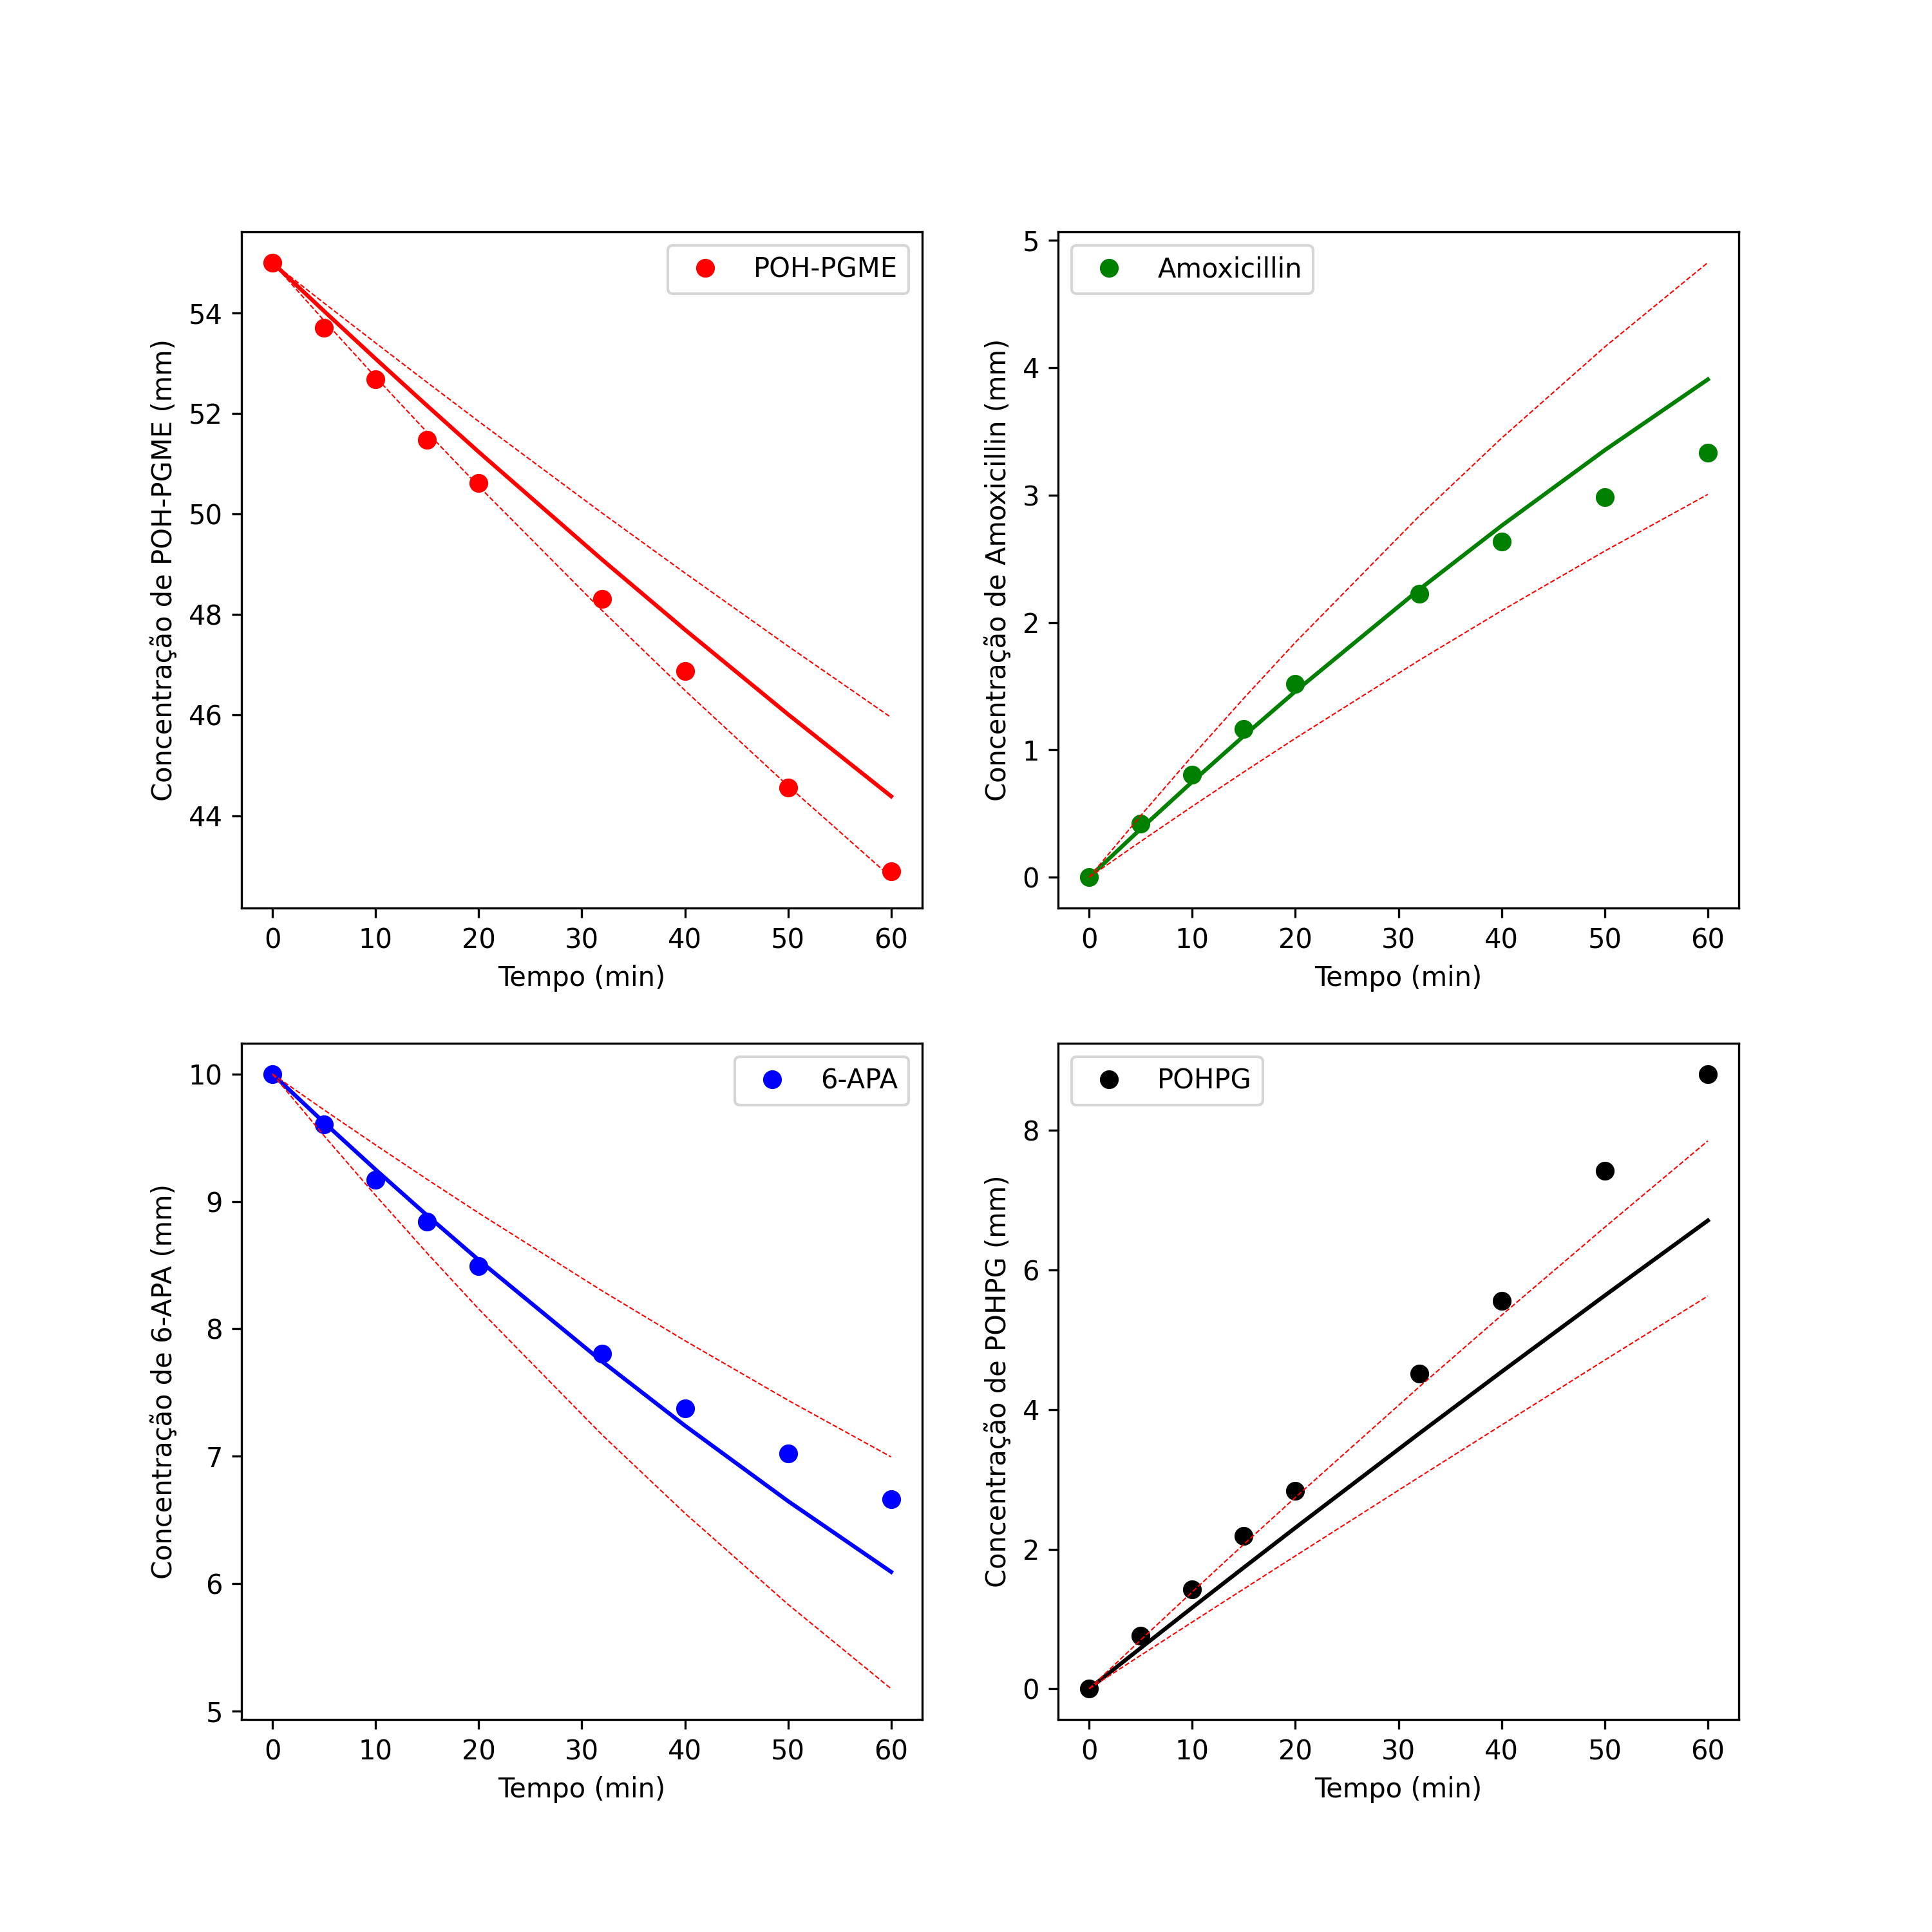 POH-PGME
Concentração de POH-PGME (mm)
54
52
50
48
46
44
0 10 20 30 40 50 60
Tempo (min)
Amoxicillin
Concentração de Amoxicillin (mm)
5
4
3
2
1
0
0 10 20 30 40 50 60
Tempo (min)
6-APA
Concentração de 6-APA (mm)
10
9
8
7
6
5
0 10 20 30 40 50 60
Tempo (min)
POHPG
Concentração de POHPG (mm)
8
6
4
2
0
0 10 20 30 40 50 60
Tempo (min)